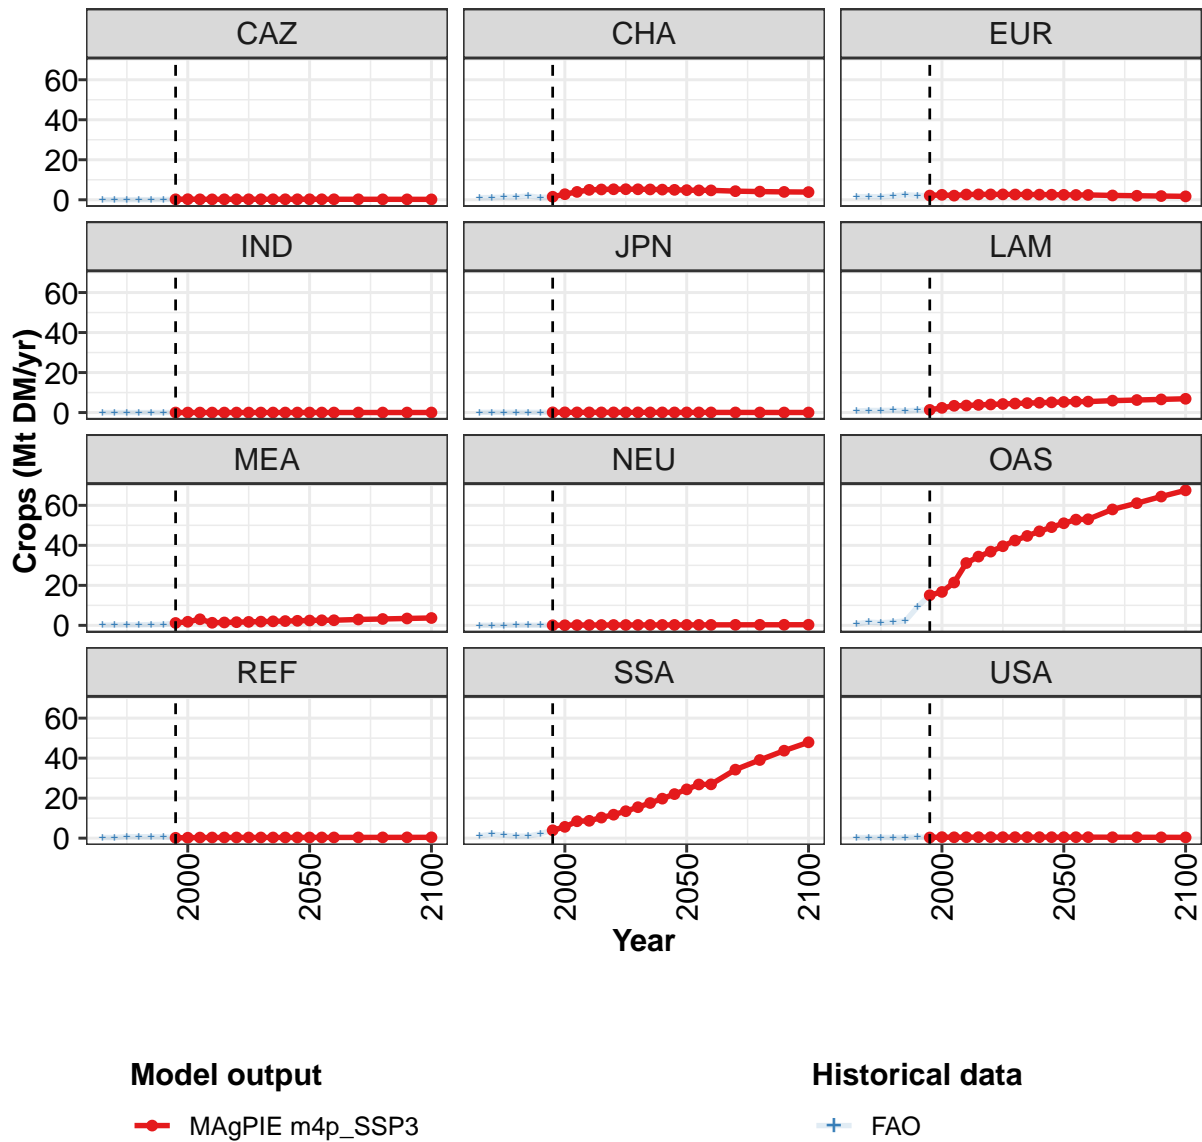 CAZ CHA EUR
60
40
20
0
IND JPN LAM
60
40
20
0
MEA NEU OAS
60
40
20
0
REF SSA USA
60
40
20
0
2000 2050 2100 2000 2050 2100 2000 2050 2100
Crops (Mt DM/yr)
Year
Model output Historical data
MAgPIE m4p_SSP3 FAO